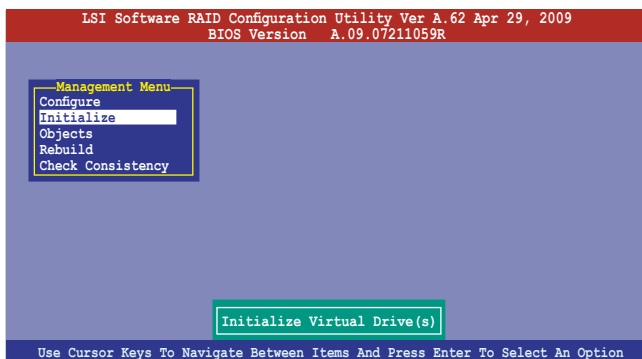 LSI Software RAID Configuration Utility Ver A.62 Apr 29, 2009
BIOS Version A.09.07211059R
Management Menu
Configure
Initialize
Objects
Rebuild
Check Consistency
Initialize Virtual Drive(s)
Use Cursor Keys To Navigate Between Items And Press Enter To Select An Option